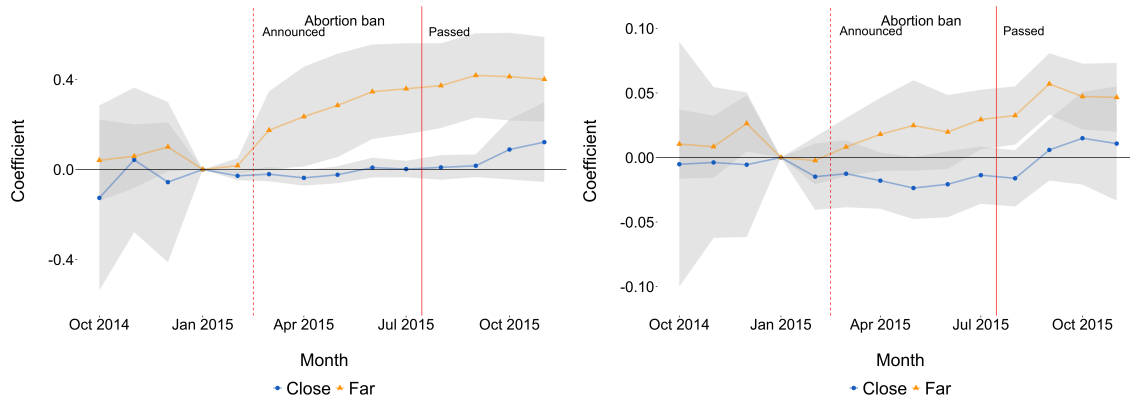 Abortion ban
Announced
Passed
0.4
0.0
-0.4
Coefficient
Oct 2014
Jan 2015
Apr 2015
Jul 2015
Oct 2015
Month
Close
Far
Abortion ban
Announced
Passed
0.10
0.05
0.00
-0.05
-0.10
Coefficient
Oct 2014
Jan 2015
Apr 2015
Jul 2015
Oct 2015
Month
Close
Far